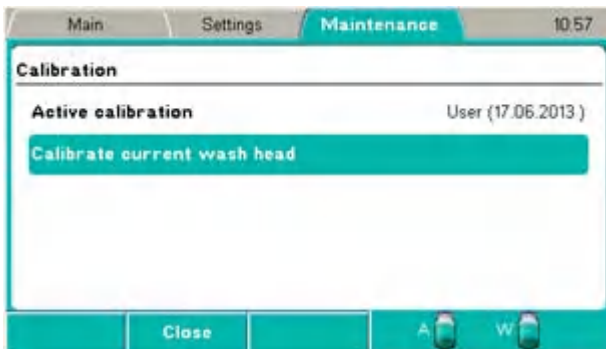 Main Settings Maintenance 10:57
Calibration
Active calibration User (17.06.2013 )
Calibrate current wash head
Close A W